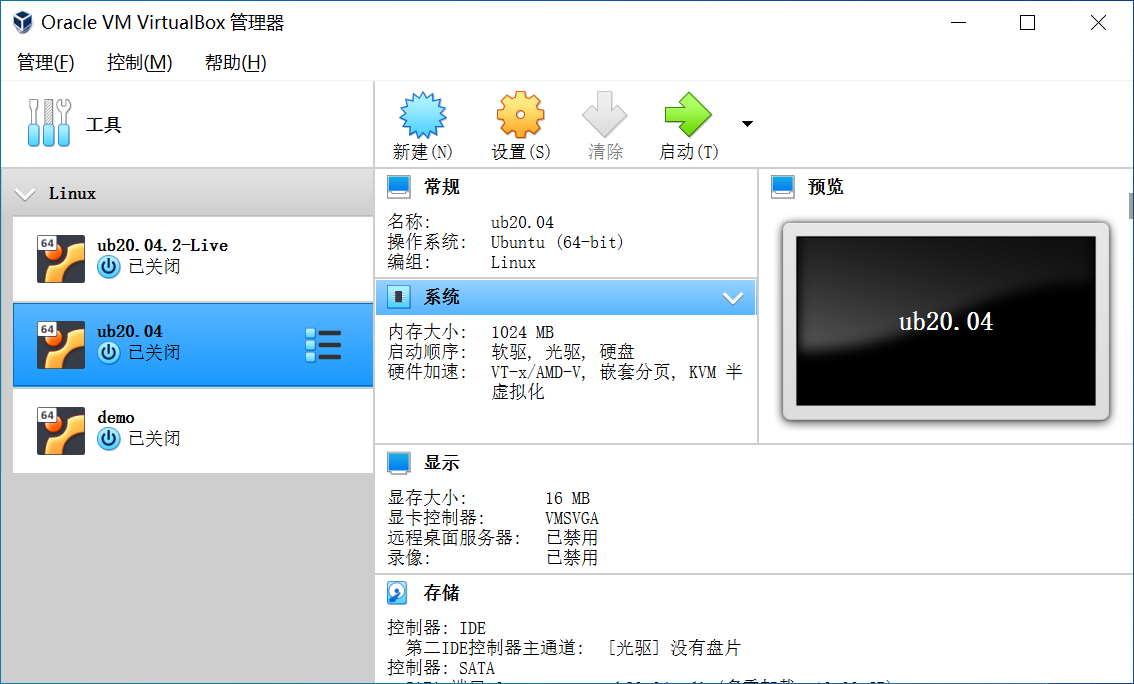 Oracle VM VirtualBox 管理器
管理(F) 控制(M) 帮助(H)
工具
新建(N) 设置(S) 清除 启动(T)
Linux
64
ub20.04.2-Live
已关闭
64
ub20.04
已关闭
64
demo
已关闭
常规
名称: ub20.04
操作系统: Ubuntu (64-bit)
编组: Linux
系统
内存大小: 1024 MB
启动顺序: 软驱, 光驱, 硬盘
硬件加速: VT-x/AMD-V, 嵌套分页, KVM 半
虚拟化
预览
ub20.04
显示
显存大小: 16 MB
显卡控制器: VMSVGA
远程桌面服务器: 已禁用
录像: 已禁用
存储
控制器: IDE
第二IDE控制器主通道: [光驱] 没有盘片
控制器: SATA